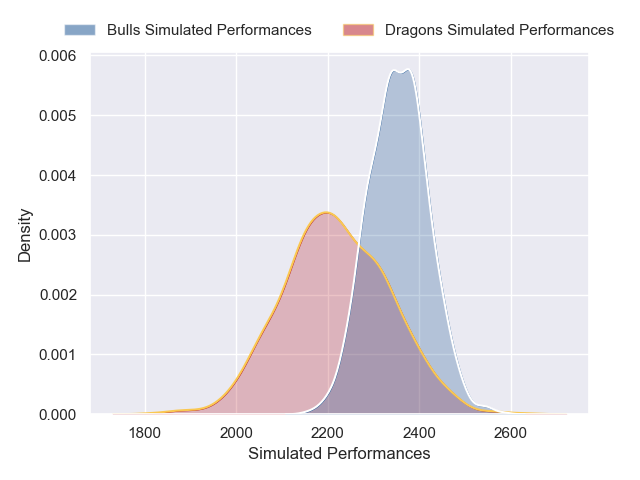 Bulls Simulated Performances Dragons Simulated Performances
0.006
0.005
0.004
0.003
0.002
0.001
0.000
Density
1800 2000 2200 2400 2600
Simulated Performances